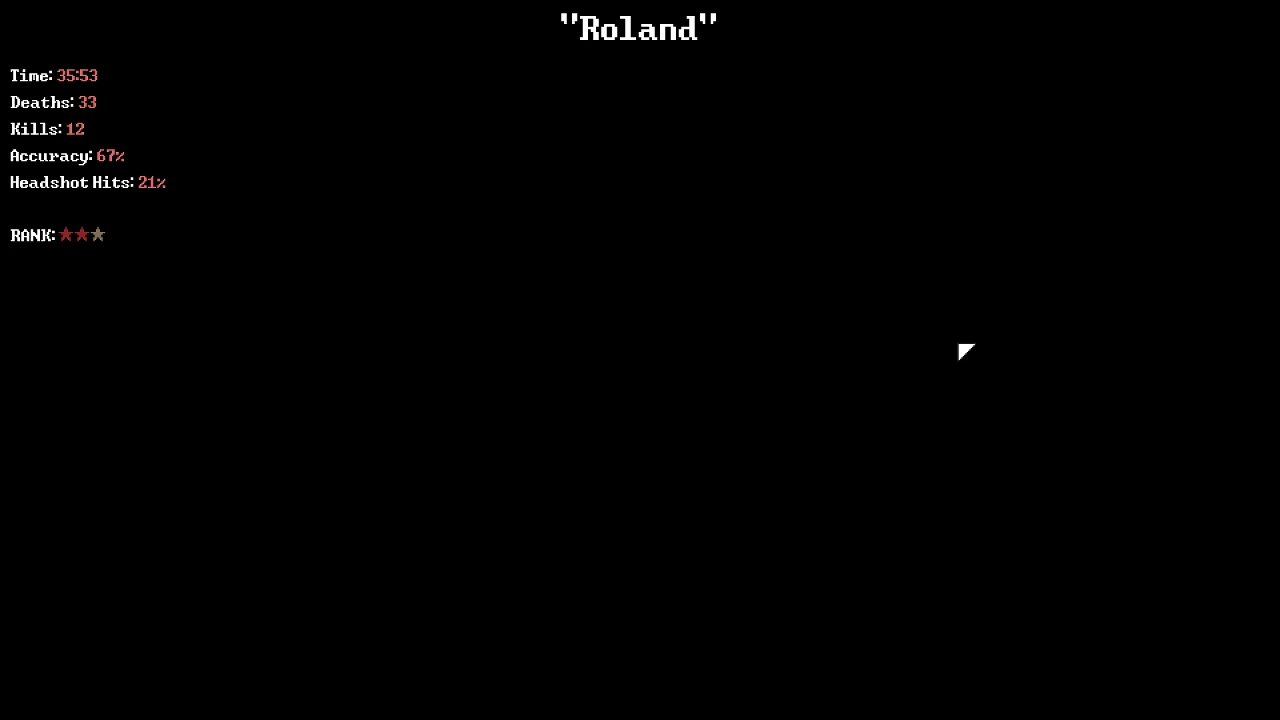 "Roland"
Time: 35:53
Deaths: 33
Kills: 12
Accuracy: 67%
Headshot Hits: 21%
RANK: ★★★